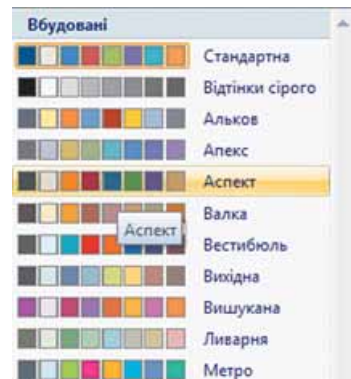 Вбудовані
Стандартна
Відтінки сірого
Альков
Апекс
Аспект
Валка
Аспект
Вестибюль
Вихідна
Вишукана
Ливарня
Метро